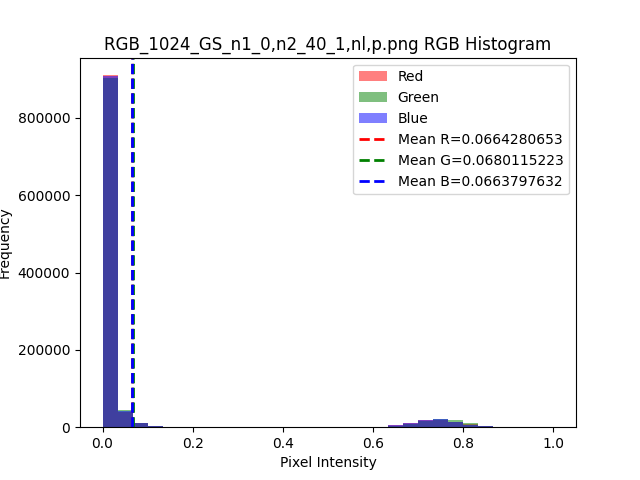 RGB_1024_GS_n1_0,n2_40_1,nl,p.png RGB Histogram
Red
Green
Blue
Mean R=0.0664280653
Mean G=0.0680115223
Mean B=0.0663797632
Frequency
800000
600000
400000
200000
0
0.0 0.2 0.4 0.6 0.8 1.0
Pixel Intensity